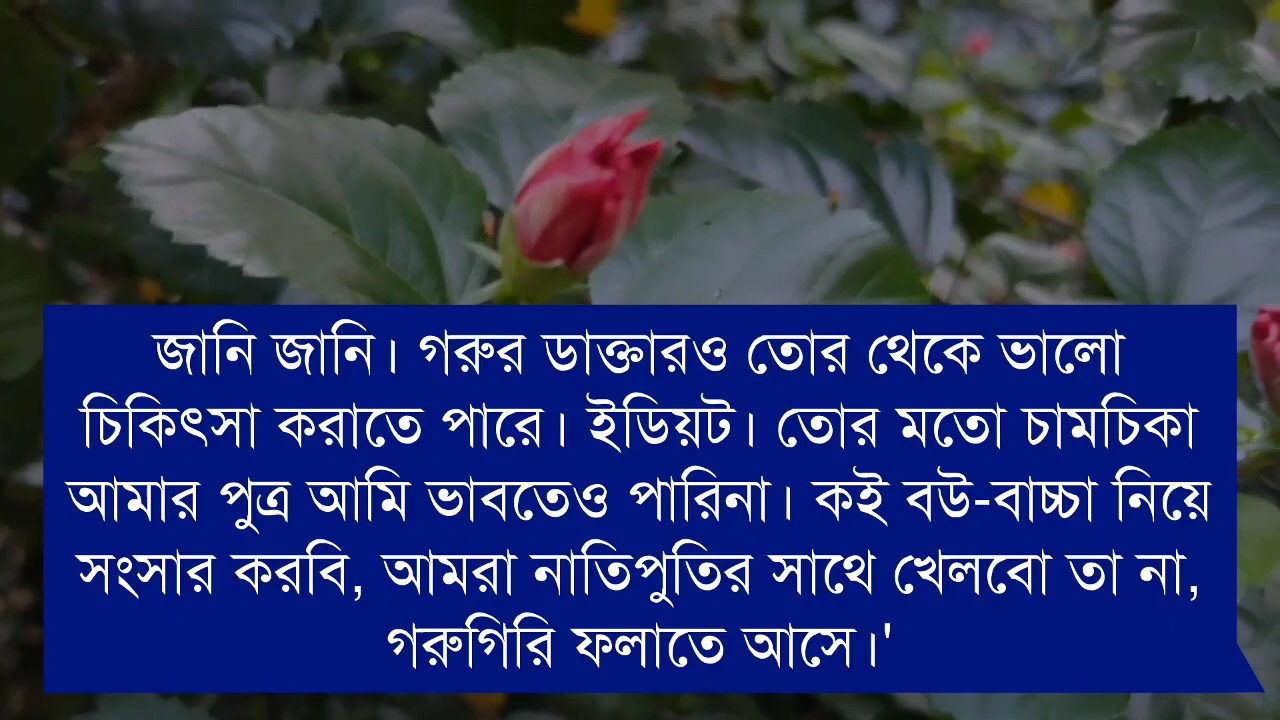 জানি জানি। গরুর ডাক্তারও তোর থেকে ভালো
চিকিৎসা করাতে পারে। ইডিয়ট। তোর মতো চামচিকা
আমার পুত্র আমি ভাবতেও পারিনা। কই বউ-বাচ্চা নিয়ে
সংসার করবি, আমরা নাতিপুতির সাথে খেলবো তা না,
গরুগিরি ফলাতে আসে।'